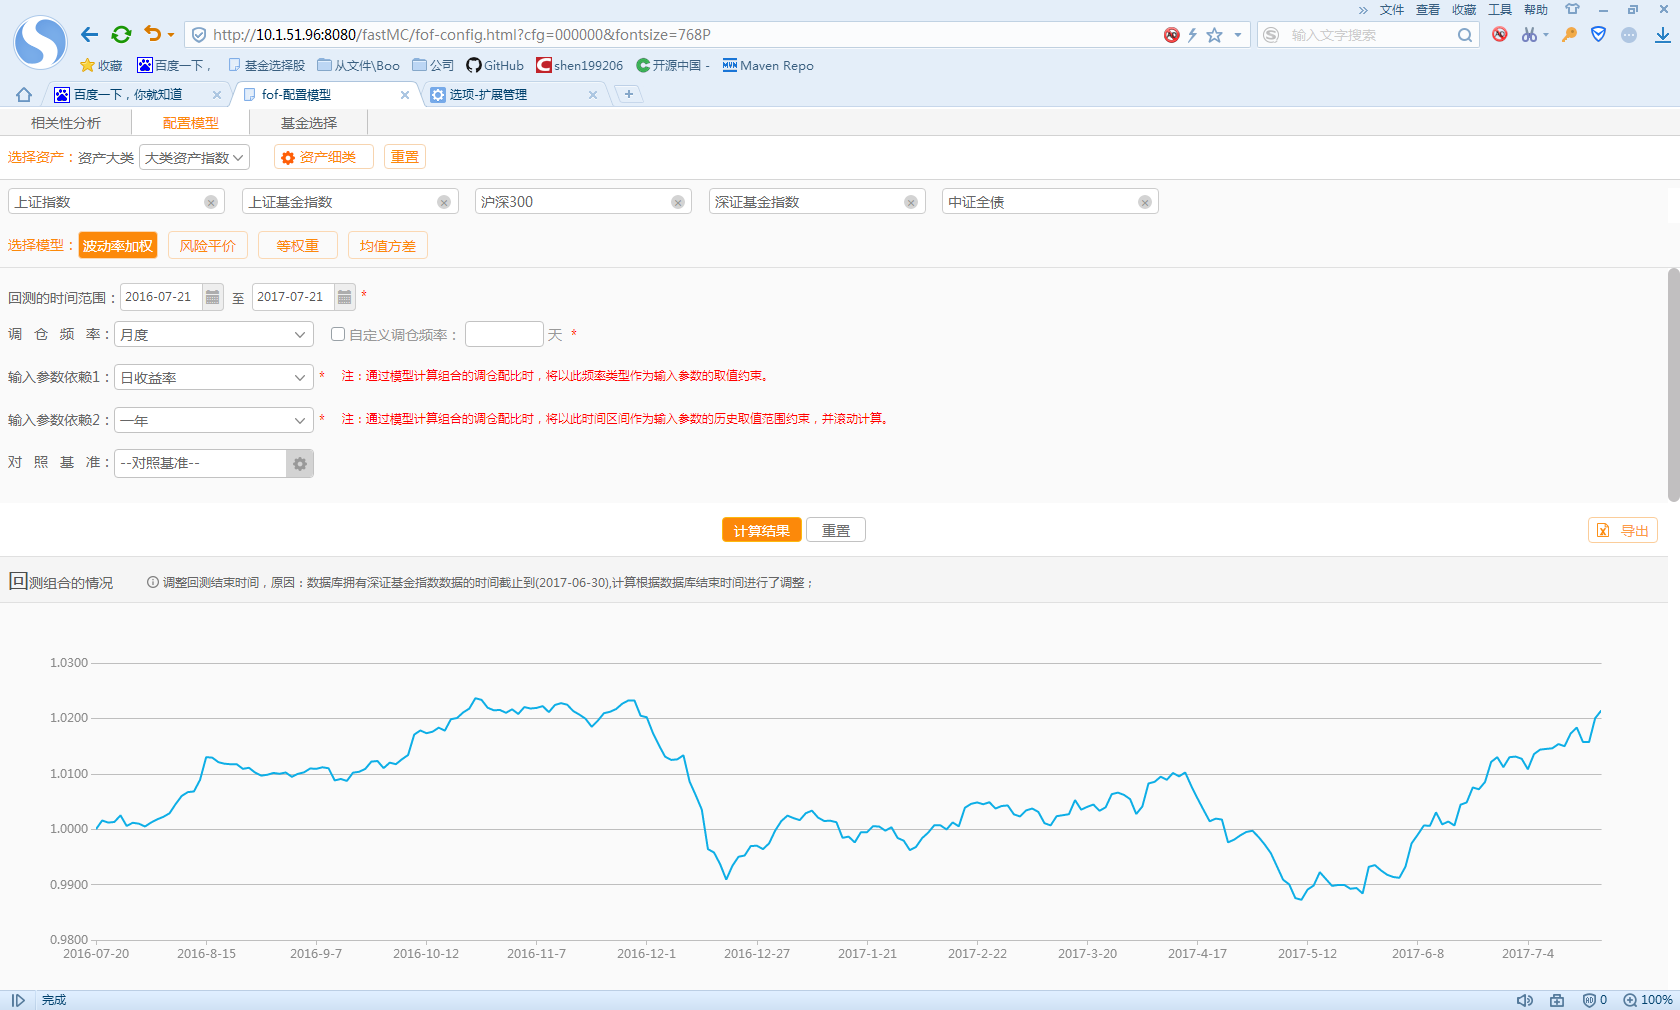 » 文件 查看 收藏 工具 帮助
http://10.1.51.96:8080/fastMC/fof-config.html?cfg=000000&fontsize=768P 输入文字搜索
收藏 百度一下， 基金选择股 从文件\Boo 公司 GitHub shen199206 开源中国 - Maven Repo
百度一下，你就知道 fof-配置模型 选项-扩展管理
相关性分析 配置模型 基金选择
选择资产：资产大类 大类资产指数 资产细类 重置
上证指数 上证基金指数 沪深300 深证基金指数 中证全债
选择模型： 波动率加权 风险平价 等权重 均值方差
回测的时间范围： 2016-07-21 至 2017-07-21 *
调 仓 频 率： 月度 自定义调仓频率： 天 *
输入参数依赖1： 日收益率 * 注：通过模型计算组合的调仓配比时，将以此频率类型作为输入参数的取值约束。
输入参数依赖2： 一年 * 注：通过模型计算组合的调仓配比时，将以此时间区间作为输入参数的历史取值范围约束，并滚动计算。
对 照 基 准： --对照基准--
计算结果 重置 导出
回测组合的情况 调整回测结束时间，原因：数据库拥有深证基金指数数据的时间截止到(2017-06-30),计算根据数据库结束时间进行了调整；
1.0300
1.0200
1.0100
1.0000
0.9900
0.9800
2016-07-20 2016-8-15 2016-9-7 2016-10-12 2016-11-7 2016-12-1 2016-12-27 2017-1-21 2017-2-22 2017-3-20 2017-4-17 2017-5-12 2017-6-8 2017-7-4
完成 0 100%